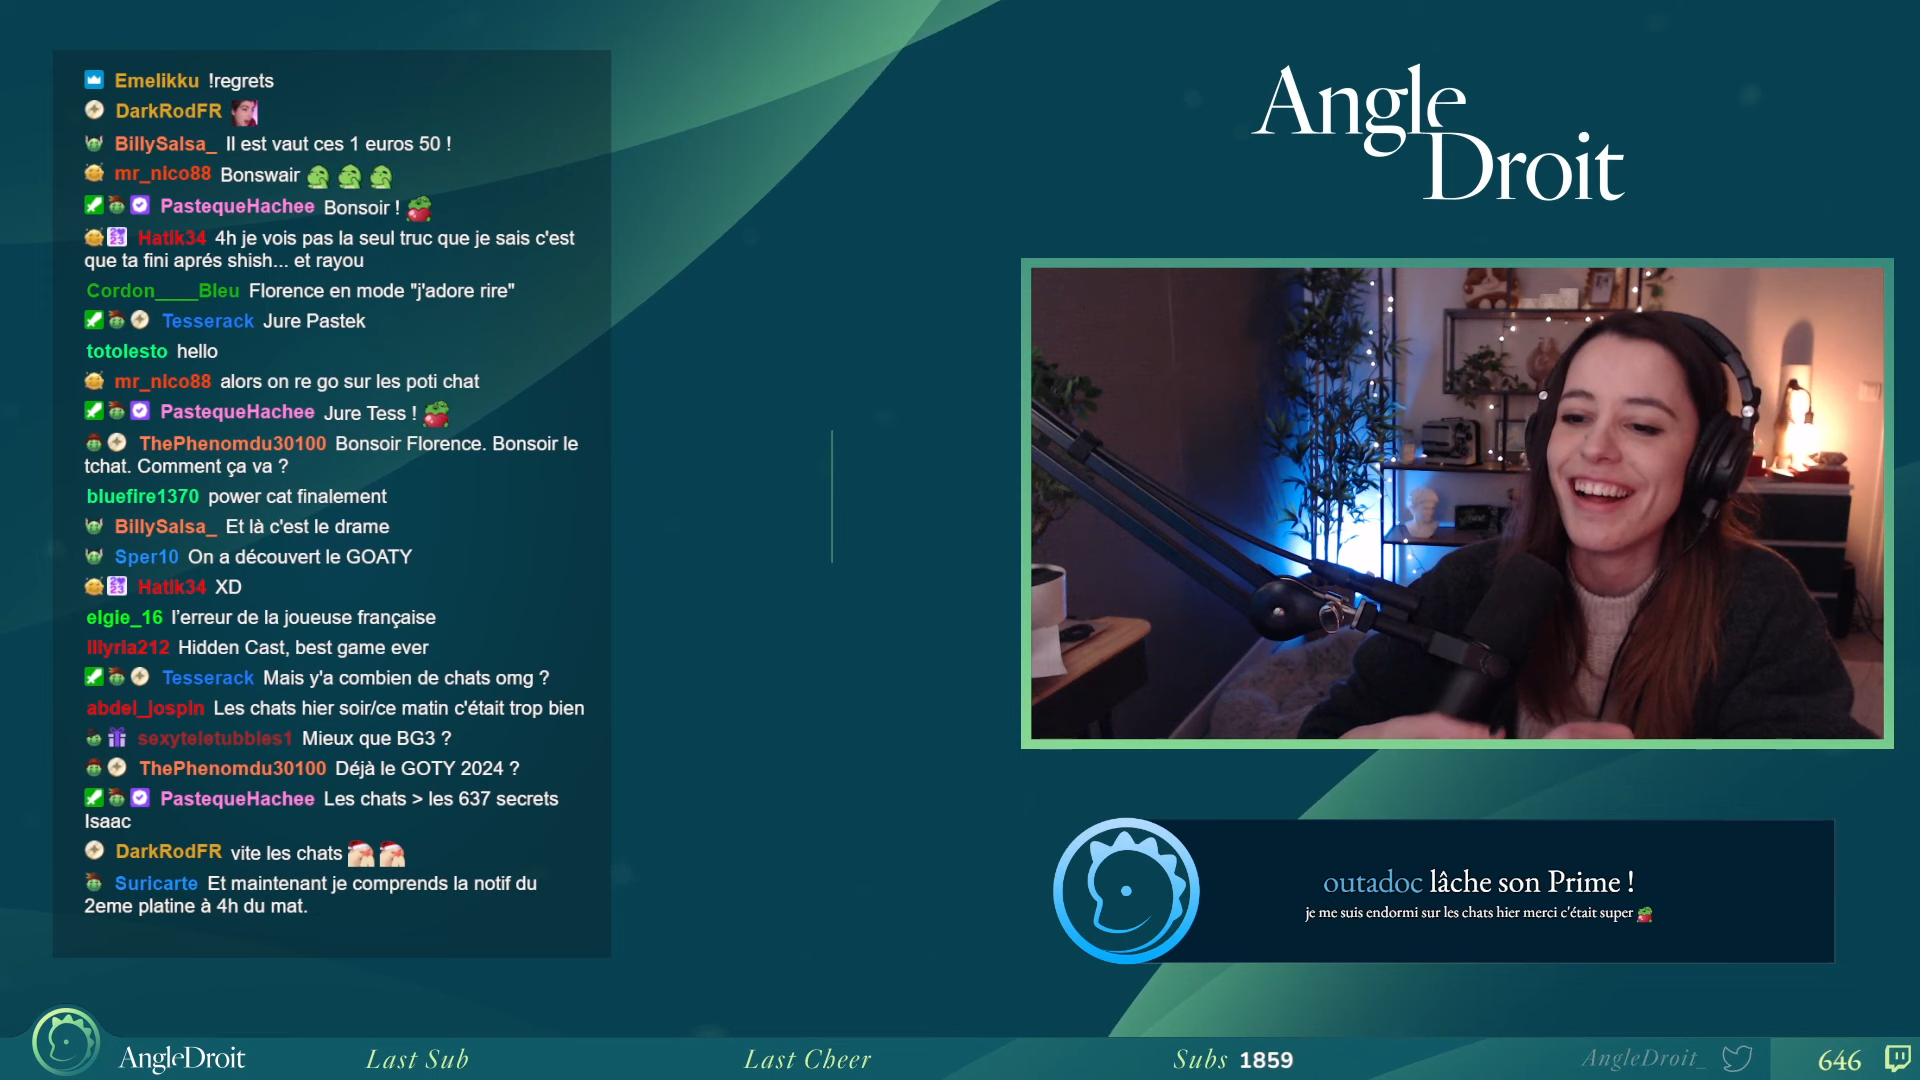 Emelikku !regrets
DarkRodFR
BillySalsa_ Il est vaut ces 1 euros 50 !
mr_nico88 Bonswair
PastequeHachee Bonsoir !
Hatik34 4h je vois pas la seul truc que je sais c'est
que ta fini aprés shish... et rayou
Cordon____Bleu Florence en mode "j'adore rire"
Tesserack Jure Pastek
totolesto hello
mr_nico88 alors on re go sur les poti chat
PastequeHachee Jure Tess !
ThePhenomdu30100 Bonsoir Florence. Bonsoir le
tchat. Comment ça va ?
bluefire1370 power cat finalement
BillySalsa_ Et là c'est le drame
Sper10 On a découvert le GOATY
Hatik34 XD
elgie_16 l'erreur de la joueuse française
Illyria212 Hidden Cast, best game ever
Tesserack Mais y'a combien de chats omg ?
abdel_jospin Les chats hier soir/ce matin c'était trop bien
sexyteletubbies1 Mieux que BG3 ?
ThePhenomdu30100 Déjà le GOTY 2024 ?
PastequeHachee Les chats > les 637 secrets
Isaac
DarkRodFR vite les chats
Suricarte Et maintenant je comprends la notif du
2eme platine à 4h du mat.
Angle
Droit
outadoc lâche son Prime !
je me suis endormi sur les chats hier merci c'était super
AngleDroit
Last Sub
Last Cheer
Subs 1859
AngleDroit_
646